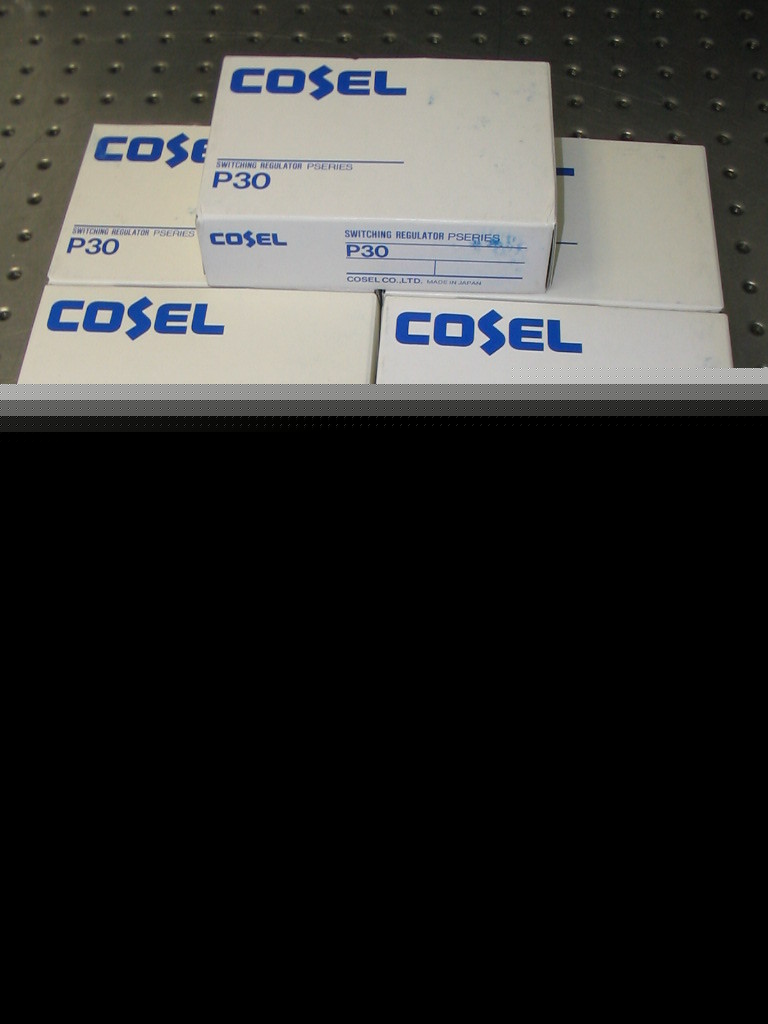 COSEL
SWITCHING REGULATOR PSERIES
P30
COSEL
SWITCHING REGULATOR PSERIES
P30
COSEL CO.,LTD. MADE IN JAPAN
COSE
SWITCHING REGULATOR PSERIES
P30
COSEL
COSEL